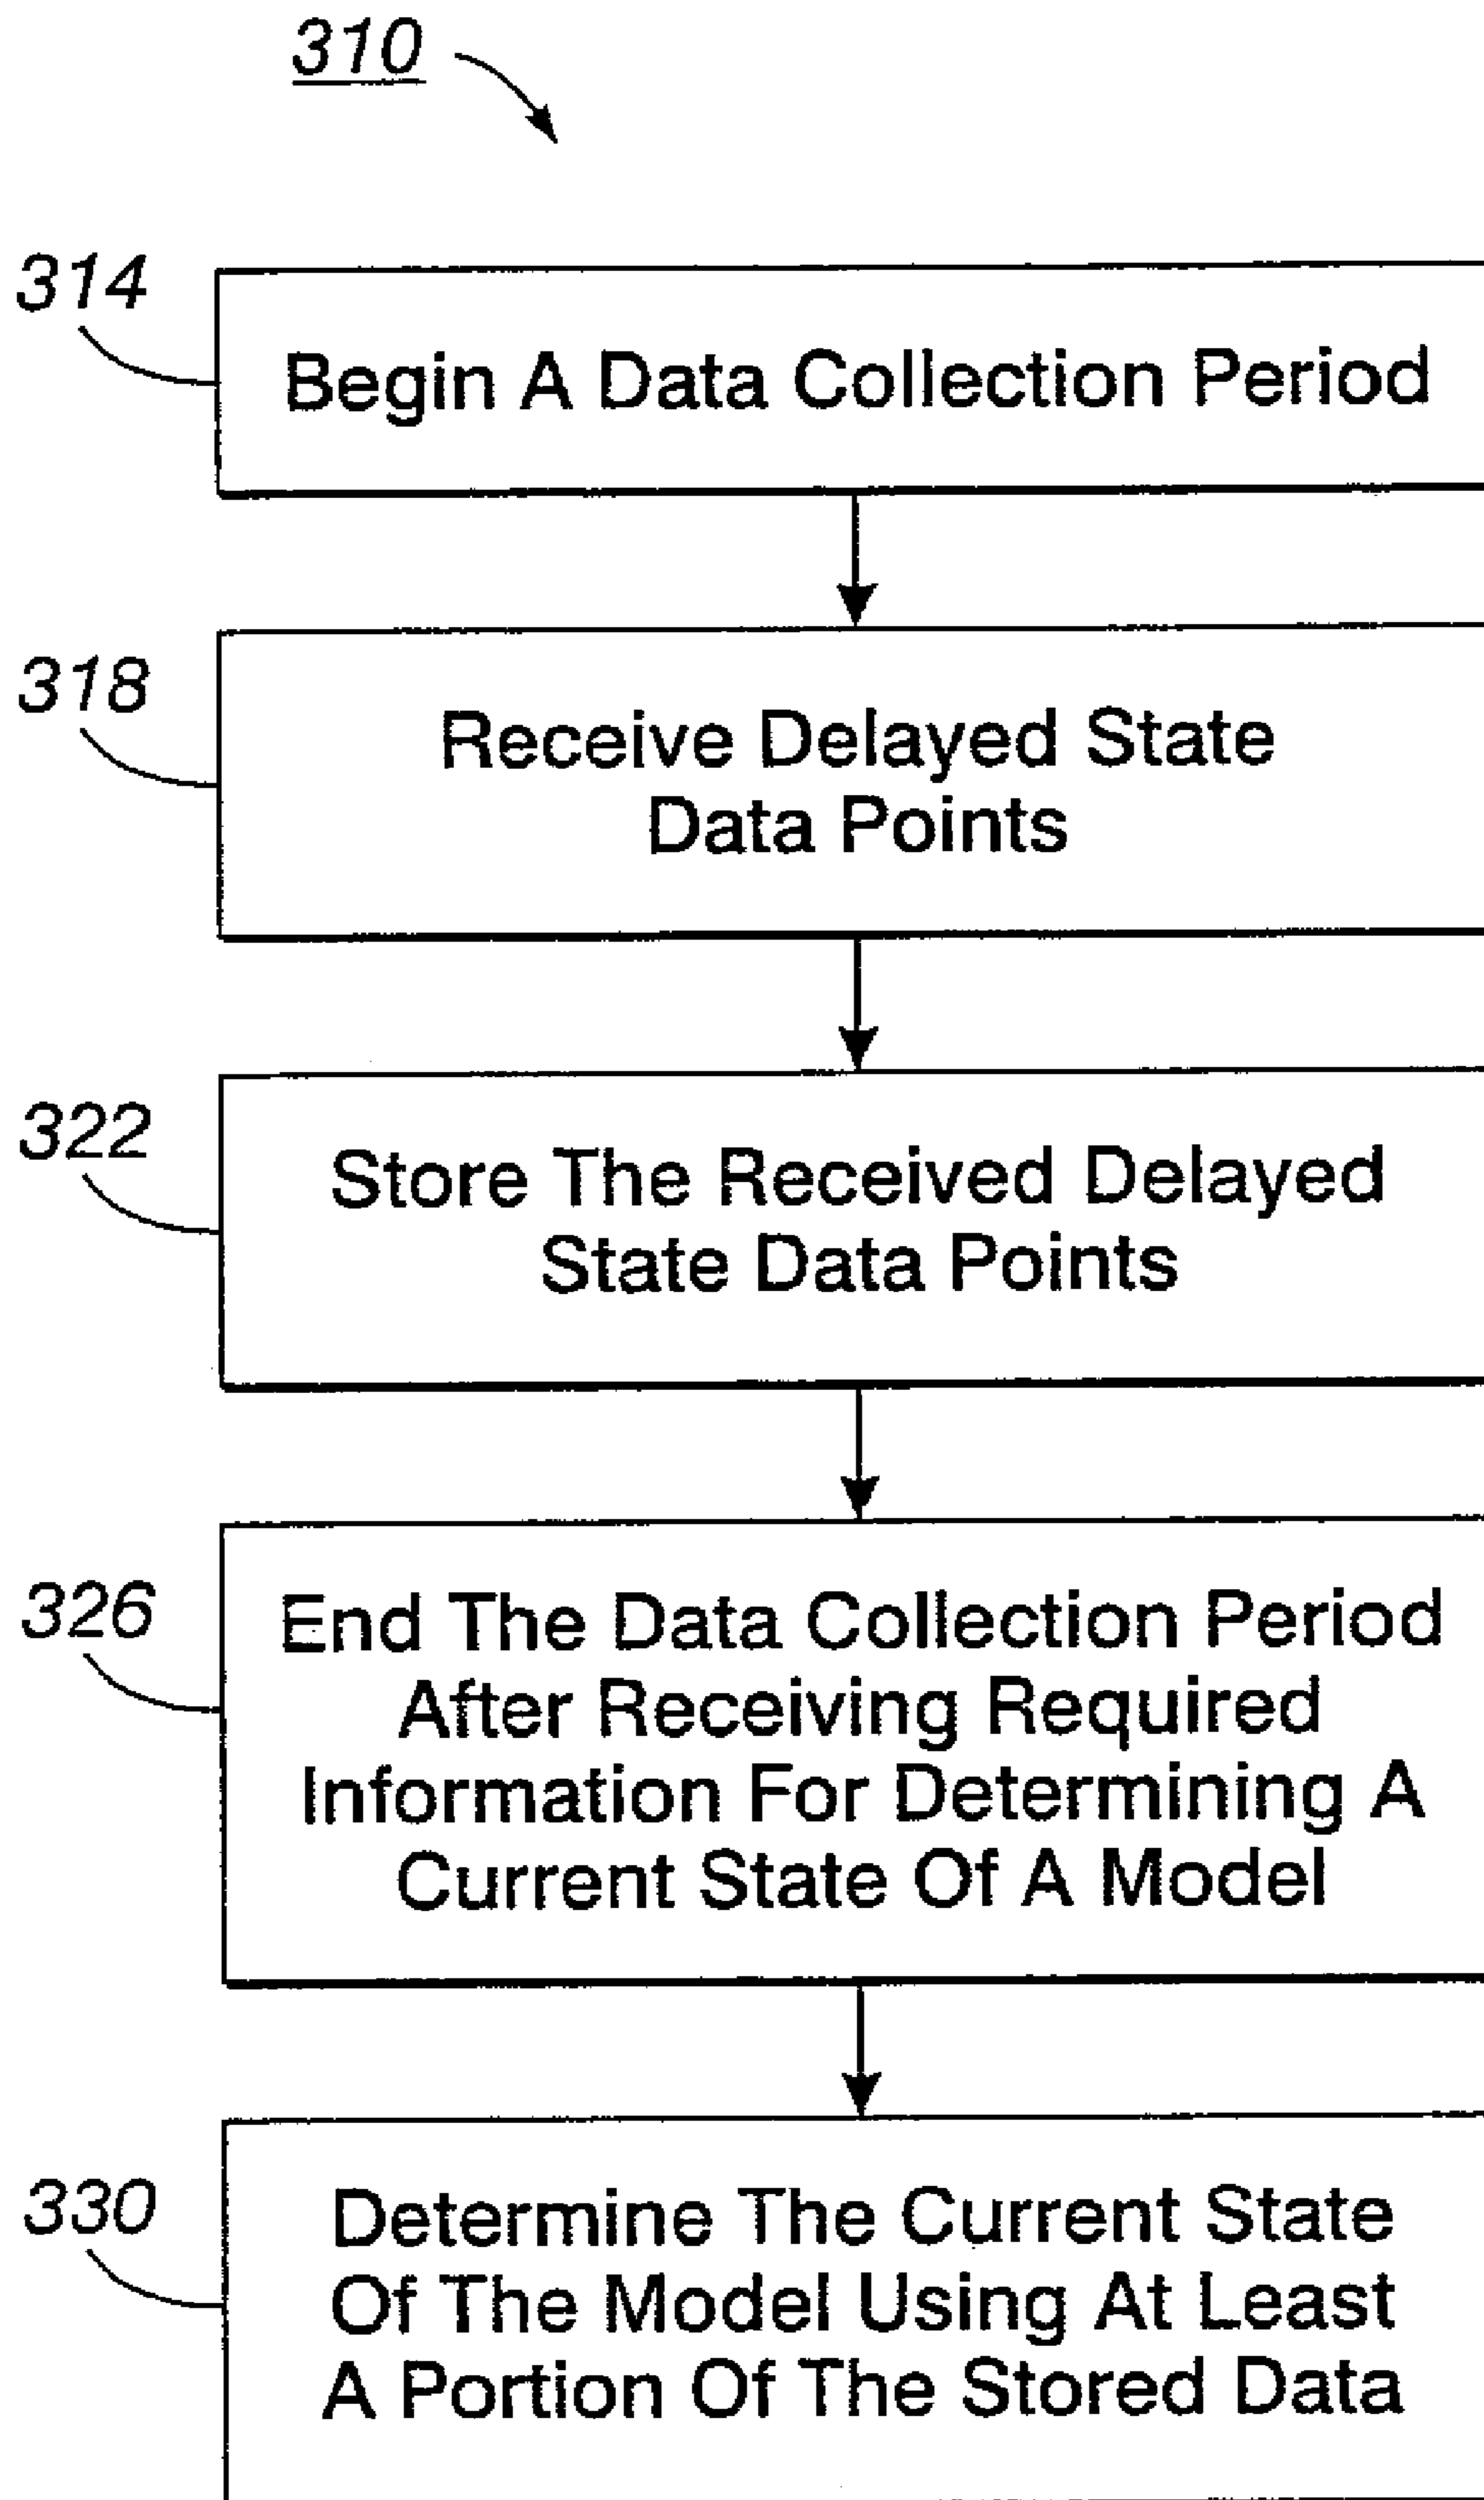 310
314
Begin A Data Collection Period
318
Receive Delayed State
Data Points
322
Store The Received Delayed
State Data Points
326
End The Data Collection Period
After Receiving Required
Information For Determining A
Current State Of A Model
330
Determine The Current State
Of The Model Using At Least
A Portion Of The Stored Data